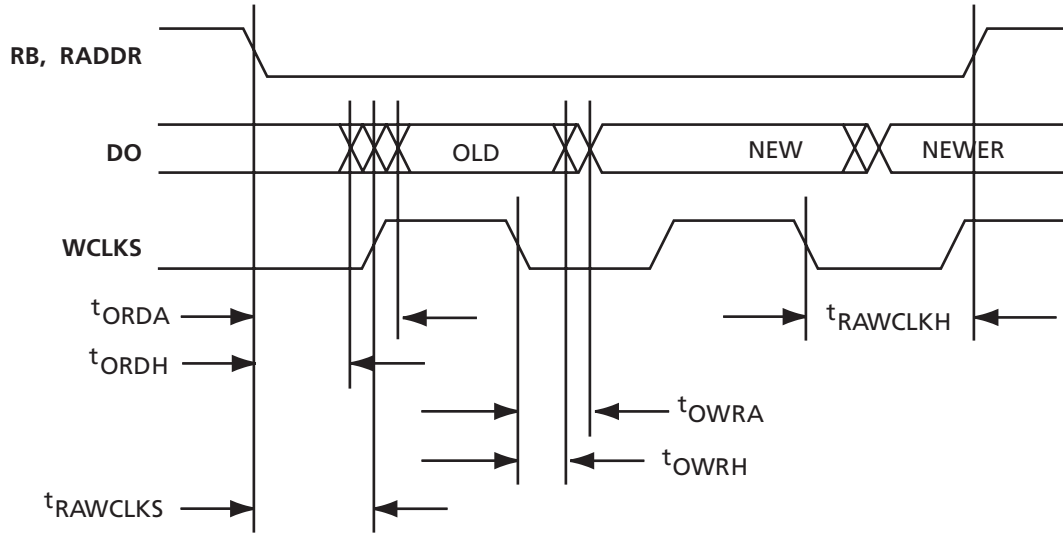 RB, RADDR
DO
OLD
NEW
NEWER
WCLKS
tORDA
tRAWCLKH
tORDH
tOWRA
tOWRH
tRAWCLKS